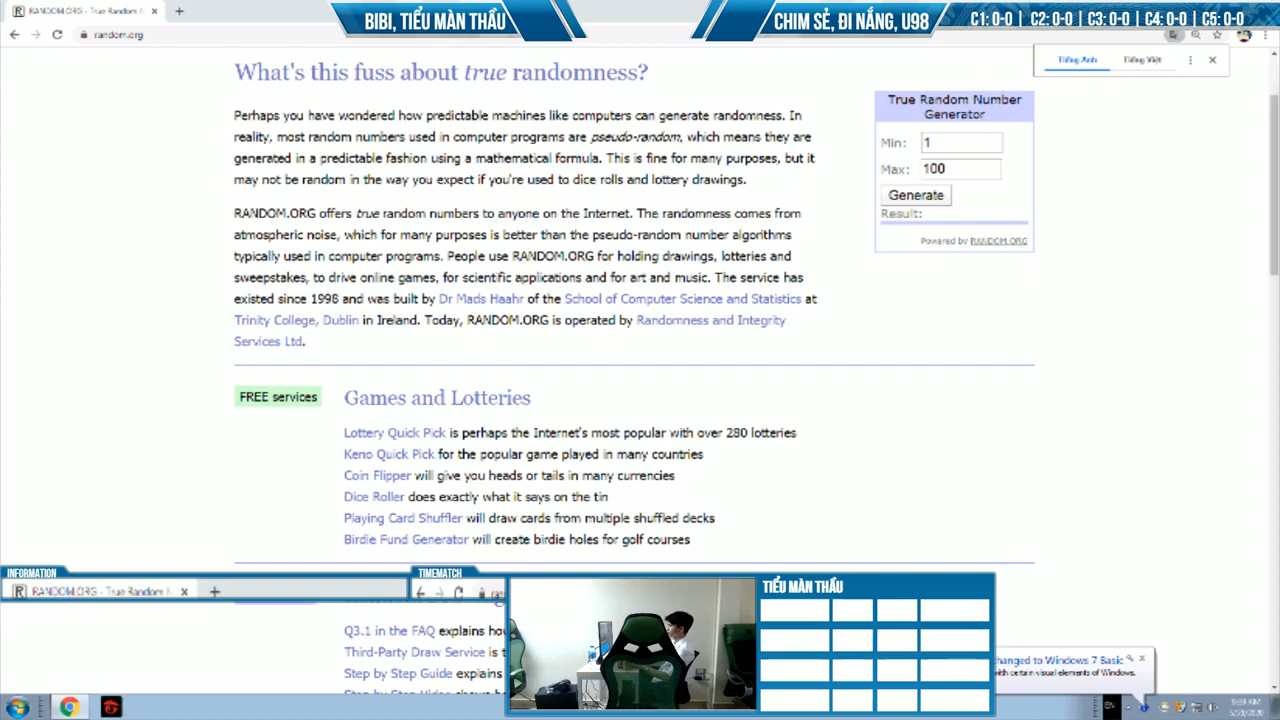 RANDOM.ORG - True Random N
BIBI, TIỂU MÀN THẦU
CHIM SẺ, ĐI NẮNG, U98
C1: 0-0 | C2: 0-0 | C3: 0-0 | C4: 0-0 | C5: 0-0
random.org
Tiếng Anh
Tiếng Việt
What's this fuss about true randomness?
Perhaps you have wondered how predictable machines like computers can generate randomness. In
reality, most random numbers used in computer programs are pseudo-random, which means they are
generated in a predictable fashion using a mathematical formula. This is fine for many purposes, but it
may not be random in the way you expect if you're used to dice rolls and lottery drawings.
RANDOM.ORG offers true random numbers to anyone on the Internet. The randomness comes from
atmospheric noise, which for many purposes is better than the pseudo-random number algorithms
typically used in computer programs. People use RANDOM.ORG for holding drawings, lotteries and
sweepstakes, to drive online games, for scientific applications and for art and music. The service has
existed since 1998 and was built by Dr Mads Haahr of the School of Computer Science and Statistics at
Trinity College, Dublin in Ireland. Today, RANDOM.ORG is operated by Randomness and Integrity
Services Ltd.
True Random Number
Generator
Min: 1
Max: 100
Generate
Result:
Powered by RANDOM.ORG
FREE services
Games and Lotteries
Lottery Quick Pick is perhaps the Internet's most popular with over 280 lotteries
Keno Quick Pick for the popular game played in many countries
Coin Flipper will give you heads or tails in many currencies
Dice Roller does exactly what it says on the tin
Playing Card Shuffler will draw cards from multiple shuffled decks
Birdie Fund Generator will create birdie holes for golf courses
INFORMATION
TIMEMATCH
RANDOM.ORG - True Random N
TIỂU MÀN THẦU
Q3.1 in the FAQ explains how
Third-Party Draw Service is t
Step by Step Guide explains
hanged to Windows 7 Basic
with certain visual elements of Windows.
EN
9:59 AM